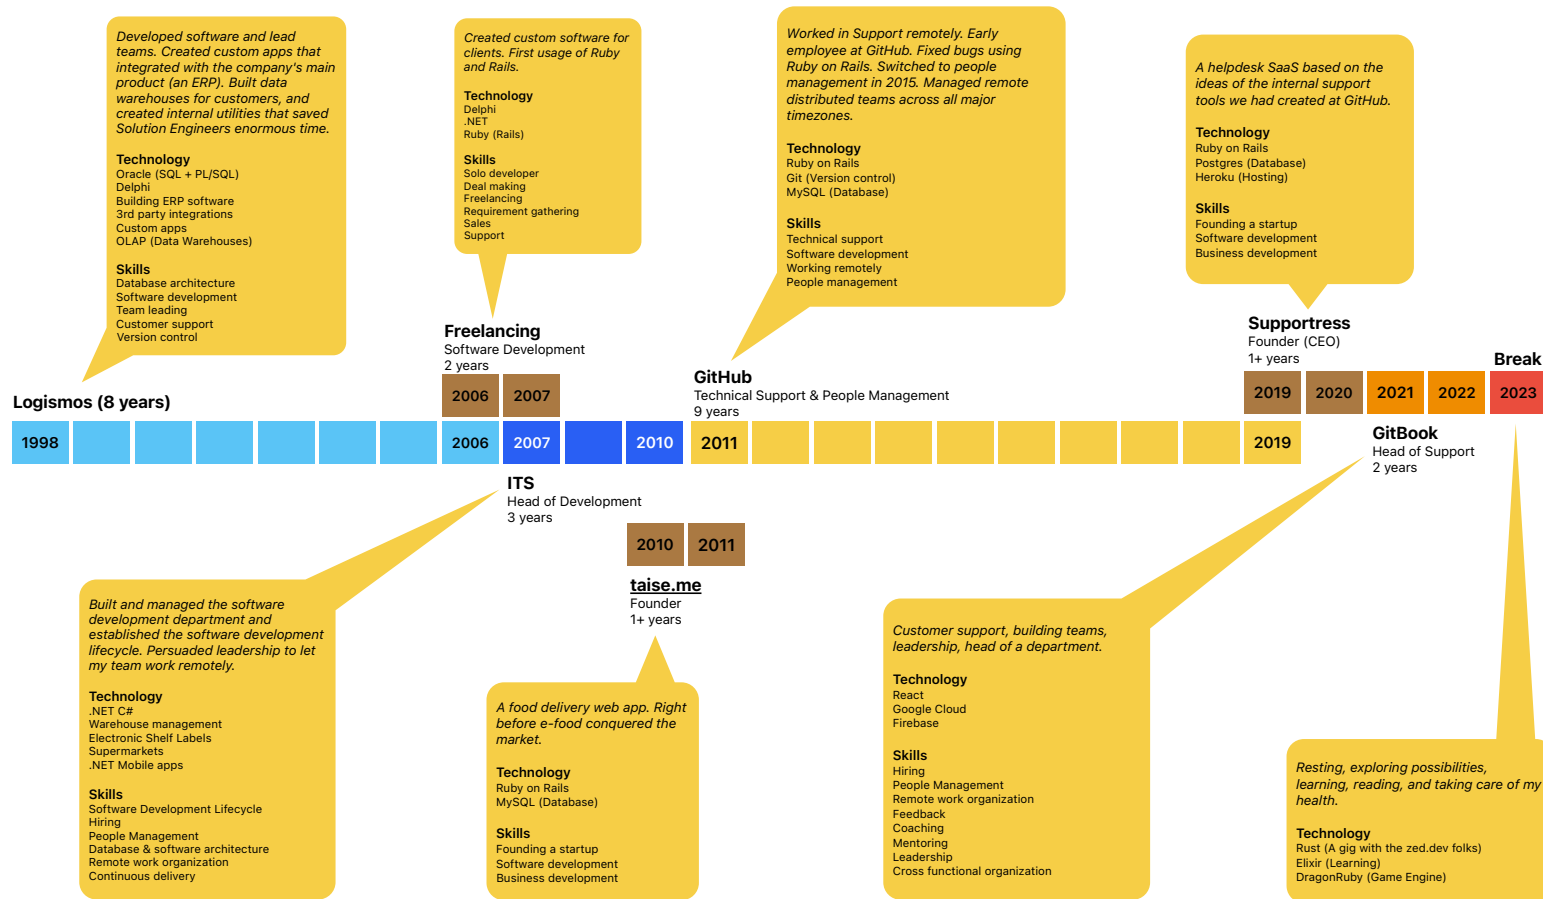 Developed software and lead
teams. Created custom apps that
integrated with the company's main
product (an ERP). Built data
warehouses for customers, and
created internal utilities that saved
Solution Engineers enormous time.
Technology
Oracle (SQL + PL/SQL)
Delphi
Building ERP software
3rd party integrations
Custom apps
OLAP (Data Warehouses)
Skills
Database architecture
Software development
Team leading
Customer support
Version control
Created custom software for
clients. First usage of Ruby
and Rails.
Technology
Delphi
.NET
Ruby (Rails)
Skills
Solo developer
Deal making
Freelancing
Requirement gathering
Sales
Support
Worked in Support remotely. Early
employee at GitHub. Fixed bugs using
Ruby on Rails. Switched to people
management in 2015. Managed remote
distributed teams across all major
timezones.
Technology
Ruby on Rails
Git (Version control)
MySQL (Database)
Skills
Technical support
Software development
Working remotely
People management
A helpdesk SaaS based on the
ideas of the internal support
tools we had created at GitHub.
Technology
Ruby on Rails
Postgres (Database)
Heroku (Hosting)
Skills
Founding a startup
Software development
Business development
Logismos (8 years)
Freelancing
Software Development
2 years
2006 2007
GitHub
Technical Support & People Management
9 years
Supportress
Founder (CEO)
1+ years
Break
2019 2020 2021 2022 2023
1998 2006 2007 2010 2011 2019
ITS
Head of Development
3 years
GitBook
Head of Support
2 years
2010 2011
taise.me
Founder
1+ years
Built and managed the software
development department and
established the software development
lifecycle. Persuaded leadership to let
my team work remotely.
Technology
.NET C#
Warehouse management
Electronic Shelf Labels
Supermarkets
.NET Mobile apps
Skills
Software Development Lifecycle
Hiring
People Management
Database & software architecture
Remote work organization
Continuous delivery
A food delivery web app. Right
before e-food conquered the
market.
Technology
Ruby on Rails
MySQL (Database)
Skills
Founding a startup
Software development
Business development
Customer support, building teams,
leadership, head of a department.
Technology
React
Google Cloud
Firebase
Skills
Hiring
People Management
Remote work organization
Feedback
Coaching
Mentoring
Leadership
Cross functional organization
Resting, exploring possibilities,
learning, reading, and taking care of my
health.
Technology
Rust (A gig with the zed.dev folks)
Elixir (Learning)
DragonRuby (Game Engine)